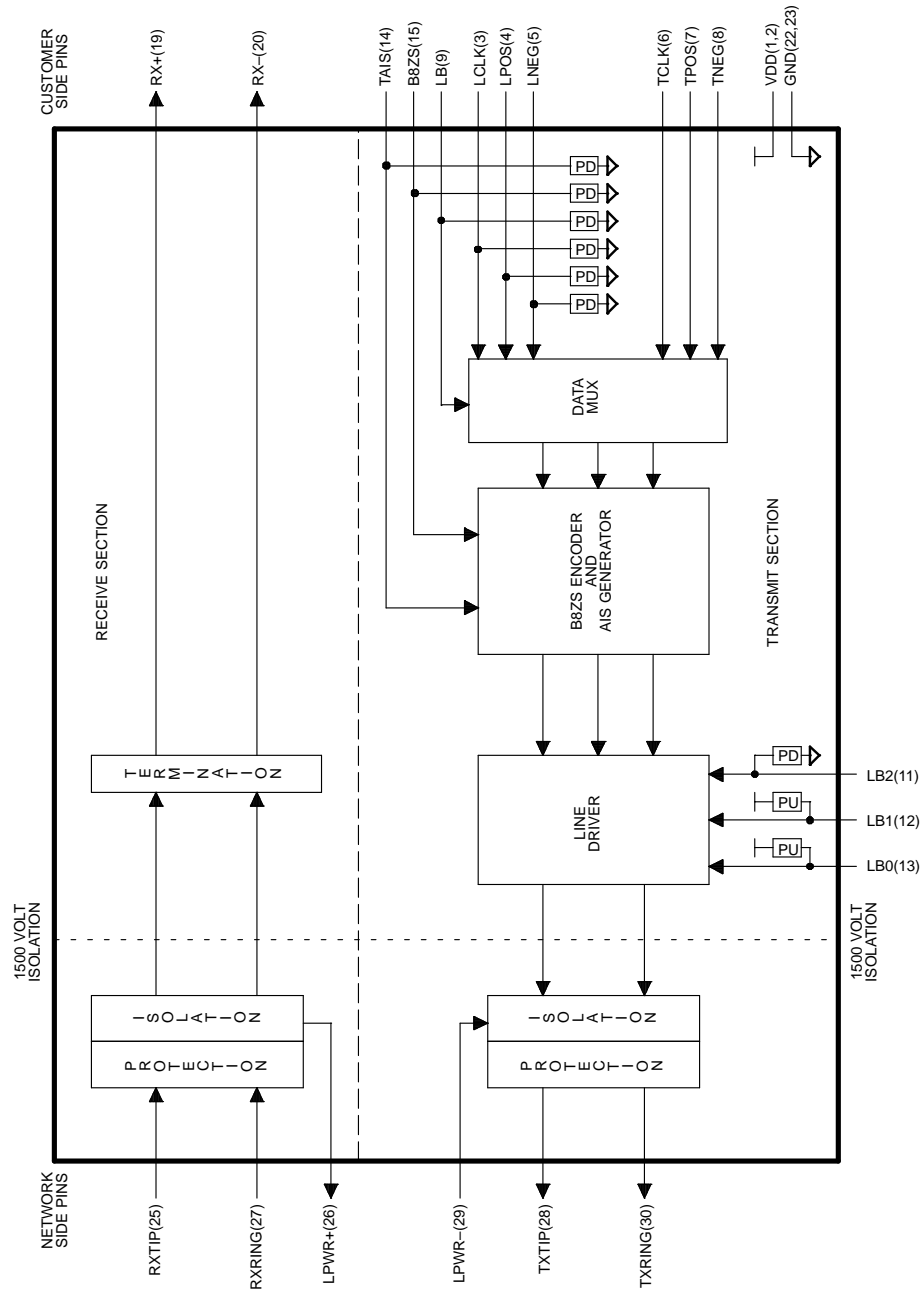 NETWORK
SIDE PINS
1500 VOLT
ISOLATION
CUSTOMER
SIDE PINS
RXTIP(25)
RXRING(27)
LPWR+(26)
PROTECTION
ISOLATION
TERMINATION
RECEIVE SECTION
RX+(19)
RX–(20)
TAIS(14)
B8ZS(15)
LB(9)
LCLK(3)
LPOS(4)
LNEG(5)
TCLK(6)
TPOS(7)
TNEG(8)
VDD(1,2)
GND(22,23)
PD
PD
PD
PD
PD
PD
DATA
MUX
B8ZS ENCODER
AND
AIS GENERATOR
LINE
DRIVER
TRANSMIT SECTION
LPWR–(29)
TXTIP(28)
TXRING(30)
PROTECTION
ISOLATION
PU
PU
PD
LB0(13)
LB1(12)
LB2(11)
1500 VOLT
ISOLATION